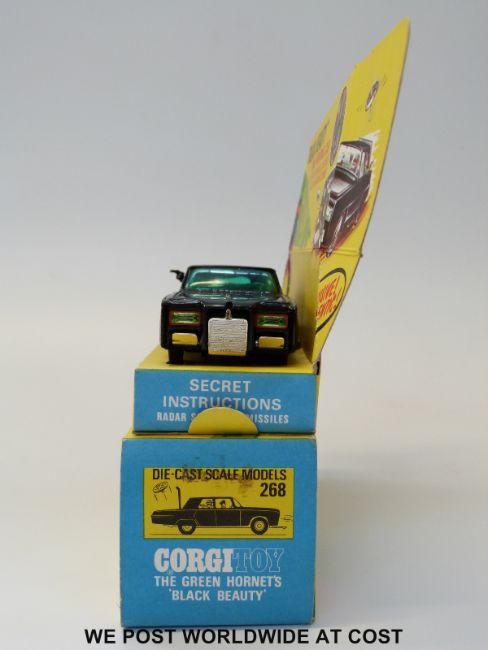 SECRET
INSTRUCTIONS
RADAR MISSILES
DIE-CAST SCALE MODELS
268
CORGI TOY
THE GREEN HORNET'S
'BLACK BEAUTY'
WE POST WORLDWIDE AT COST